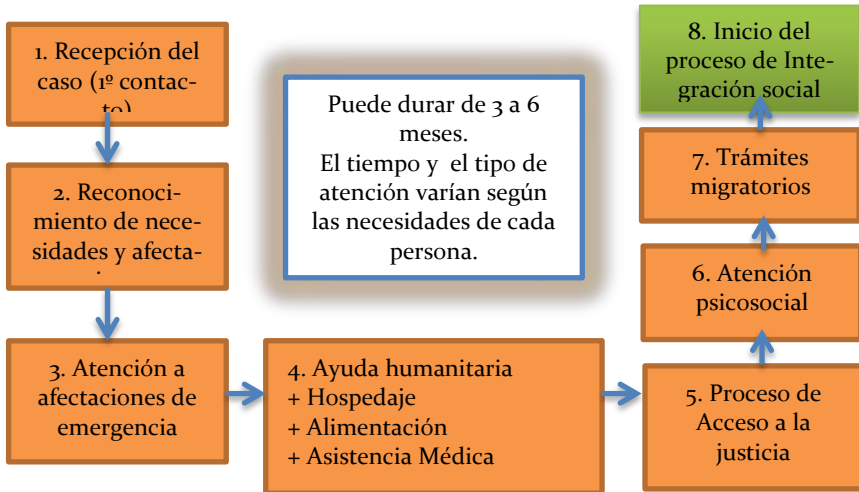 1. Recepción del
caso (1º contac-
to)
2. Reconoci-
miento de nece-
sidades y afecta-
3. Atención a
afectaciones de
emergencia
4. Ayuda humanitaria
+ Hospedaje
+ Alimentación
+ Asistencia Médica
5. Proceso de
Acceso a la
justicia
6. Atención
psicosocial
7. Trámites
migratorios
8. Inicio del
proceso de Inte-
gración social
Puede durar de 3 a 6
meses.
El tiempo y el tipo de
atención varían según
las necesidades de cada
persona.